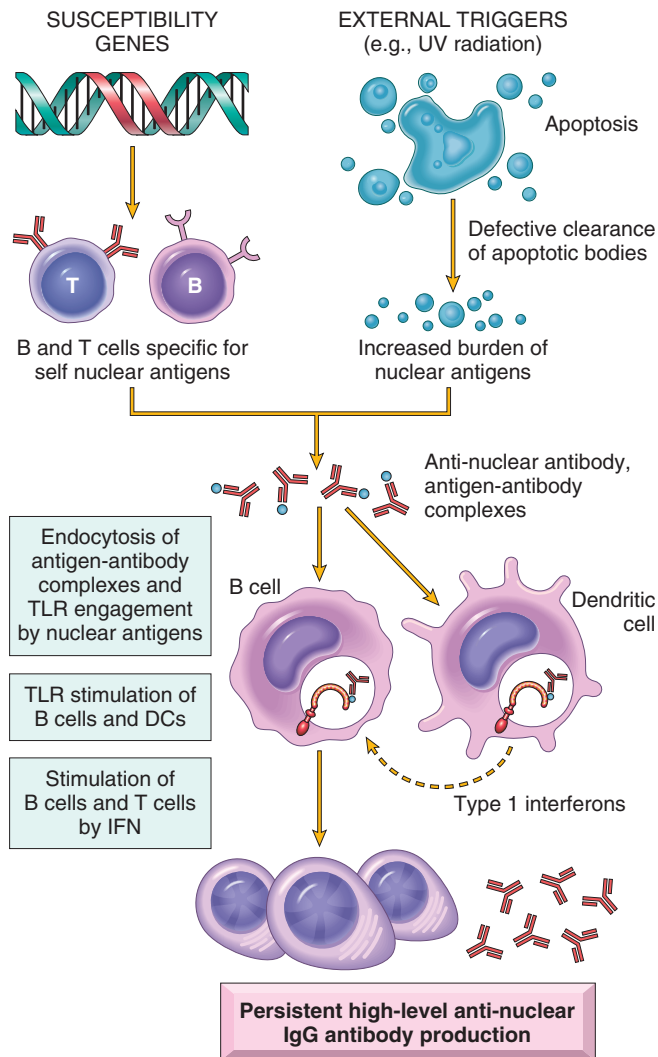 SUSCEPTIBILITY
GENES
EXTERNAL TRIGGERS
(e.g., UV radiation)
Apoptosis
Defective clearance
of apoptotic bodies
T
B
B and T cells specific for
self nuclear antigens
Increased burden of
nuclear antigens
Anti-nuclear antibody,
antigen-antibody
complexes
Endocytosis of
antigen-antibody
complexes and
TLR engagement
by nuclear antigens
B cell
Dendritic
cell
TLR stimulation of
B cells and DCs
Stimulation of
B cells and T cells
by IFN
Type 1 interferons
Persistent high-level anti-nuclear
IgG antibody production